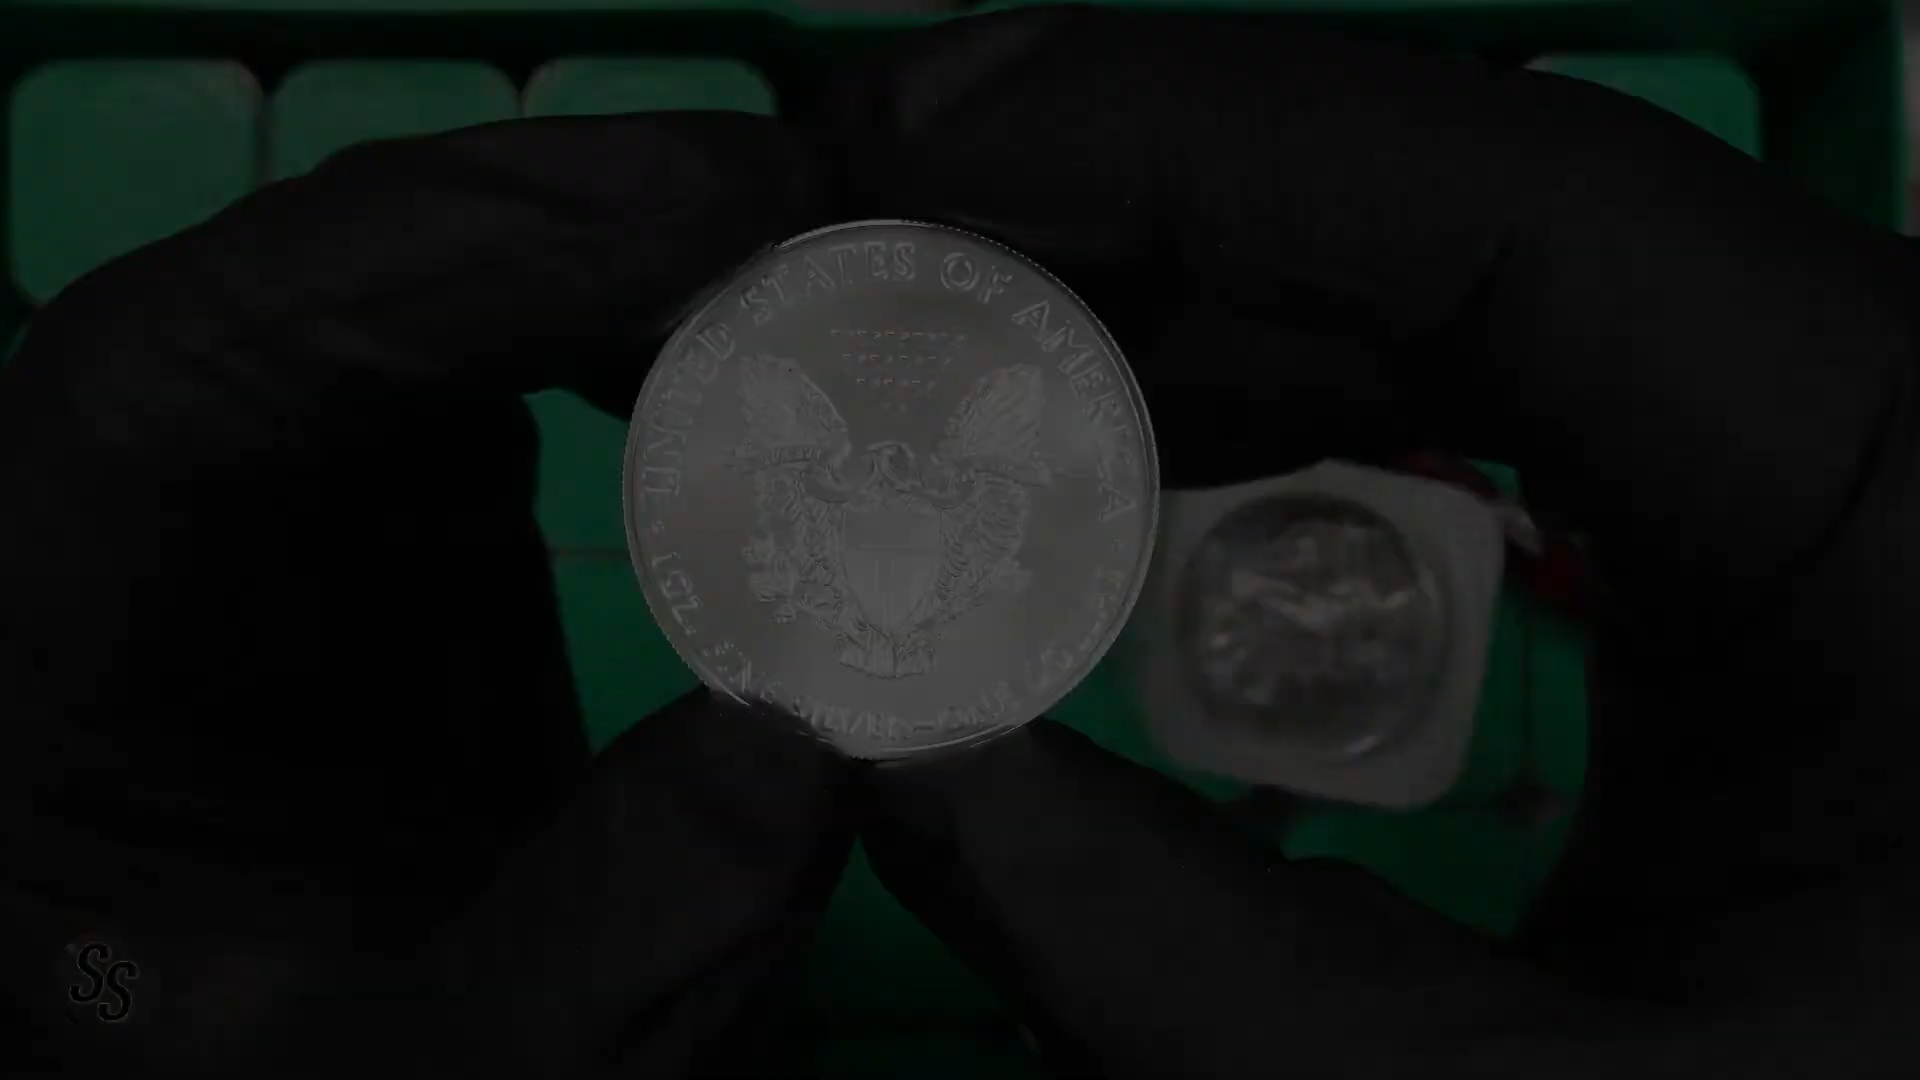 UNITED STATES OF AMERICA
1 OZ. FINE SILVER~ONE DOLLAR
SS